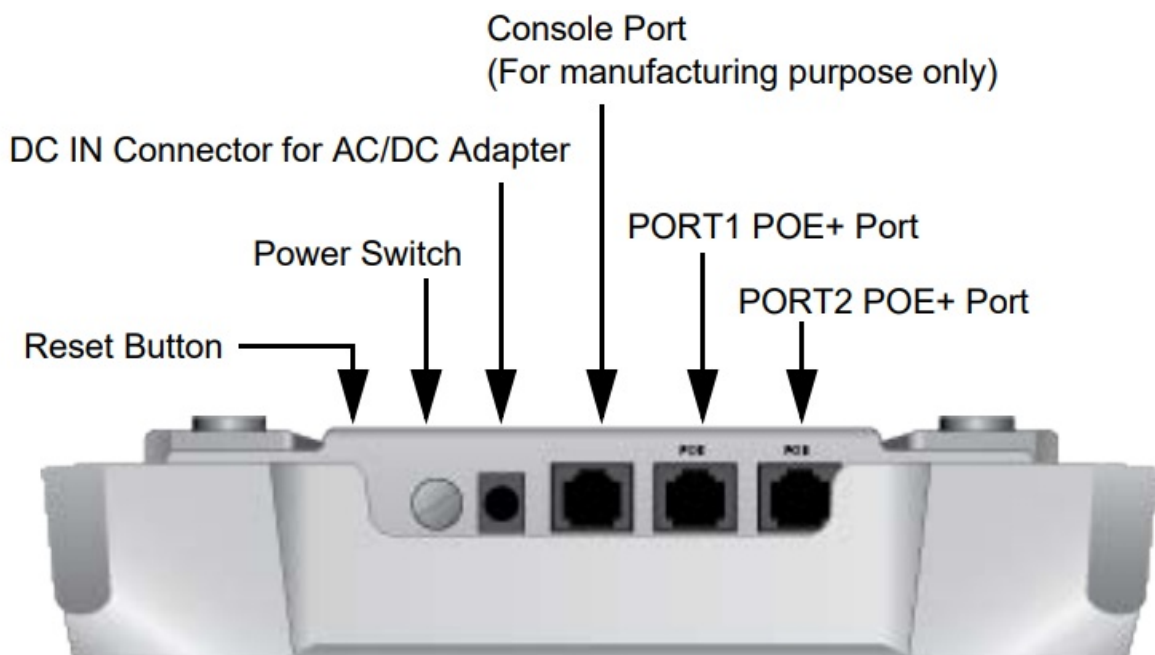 Console Port
(For manufacturing purpose only)
DC IN Connector for AC/DC Adapter
PORT1 POE+ Port
Power Switch
PORT2 POE+ Port
Reset Button
POE
POE